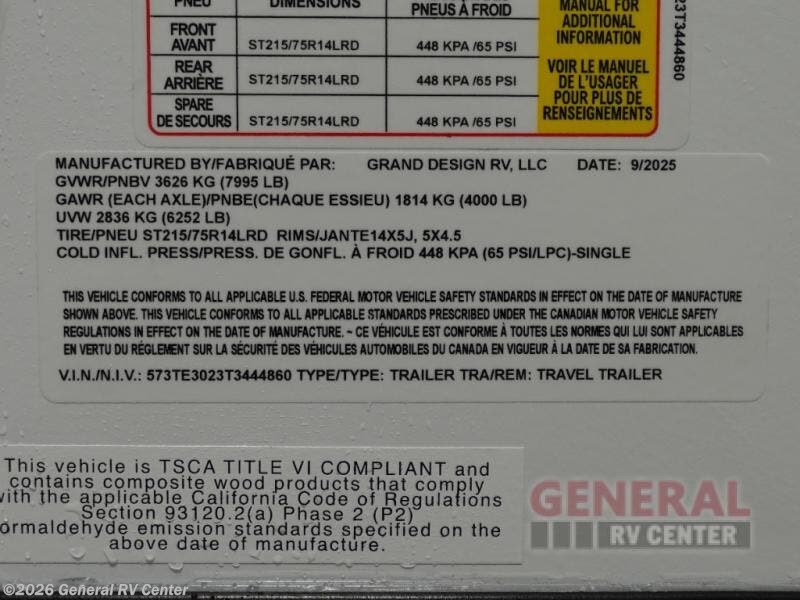 PNEU DIMENSIONS
PNEUS À FROID
MANUAL FOR
ADDITIONAL
INFORMATION
FRONT
AVANT ST215/75R14LRD 448 KPA /65 PSI
REAR
ARRIÈRE ST215/75R14LRD 448 KPA /65 PSI
SPARE
DE SECOURS ST215/75R14LRD 448 KPA /65 PSI
VOIR LE MANUEL
DE L'USAGER
POUR PLUS DE
RENSEIGNEMENTS
23T3444860
MANUFACTURED BY/FABRIQUÉ PAR: GRAND DESIGN RV, LLC DATE: 9/2025
GVWR/PNBV 3626 KG (7995 LB)
GAWR (EACH AXLE)/PNBE(CHAQUE ESSIEU) 1814 KG (4000 LB)
UVW 2836 KG (6252 LB)
TIRE/PNEU ST215/75R14LRD RIMS/JANTE14X5J, 5X4.5
COLD INFL. PRESS/PRESS. DE GONFL. À FROID 448 KPA (65 PSI/LPC)-SINGLE
THIS VEHICLE CONFORMS TO ALL APPLICABLE U.S. FEDERAL MOTOR VEHICLE SAFETY STANDARDS IN EFFECT ON THE DATE OF MANUFACTURE
SHOWN ABOVE. THIS VEHICLE CONFORMS TO ALL APPLICABLE STANDARDS PRESCRIBED UNDER THE CANADIAN MOTOR VEHICLE SAFETY
REGULATIONS IN EFFECT ON THE DATE OF MANUFACTURE. ~ CE VÉHICULE EST CONFORME À TOUTES LES NORMES QUI LUI SONT APPLICABLES
EN VERTU DU RÉGLEMENT SUR LA SÉCURITÉ DES VÉHICULES AUTOMOBILES DU CANADA EN VIGUEUR À LA DATE DE SA FABRICATION.
V.I.N./N.I.V.: 573TE3023T3444860 TYPE/TYPE: TRAILER TRA/REM: TRAVEL TRAILER
This vehicle is TSCA TITLE VI COMPLIANT and
contains composite wood products that comply
with the applicable California Code of Regulations
Section 93120.2(a) Phase 2 (P2)
ormaldehyde emission standards specified on the
above date of manufacture.
GENERAL
RV CENTER
©2026 General RV Center